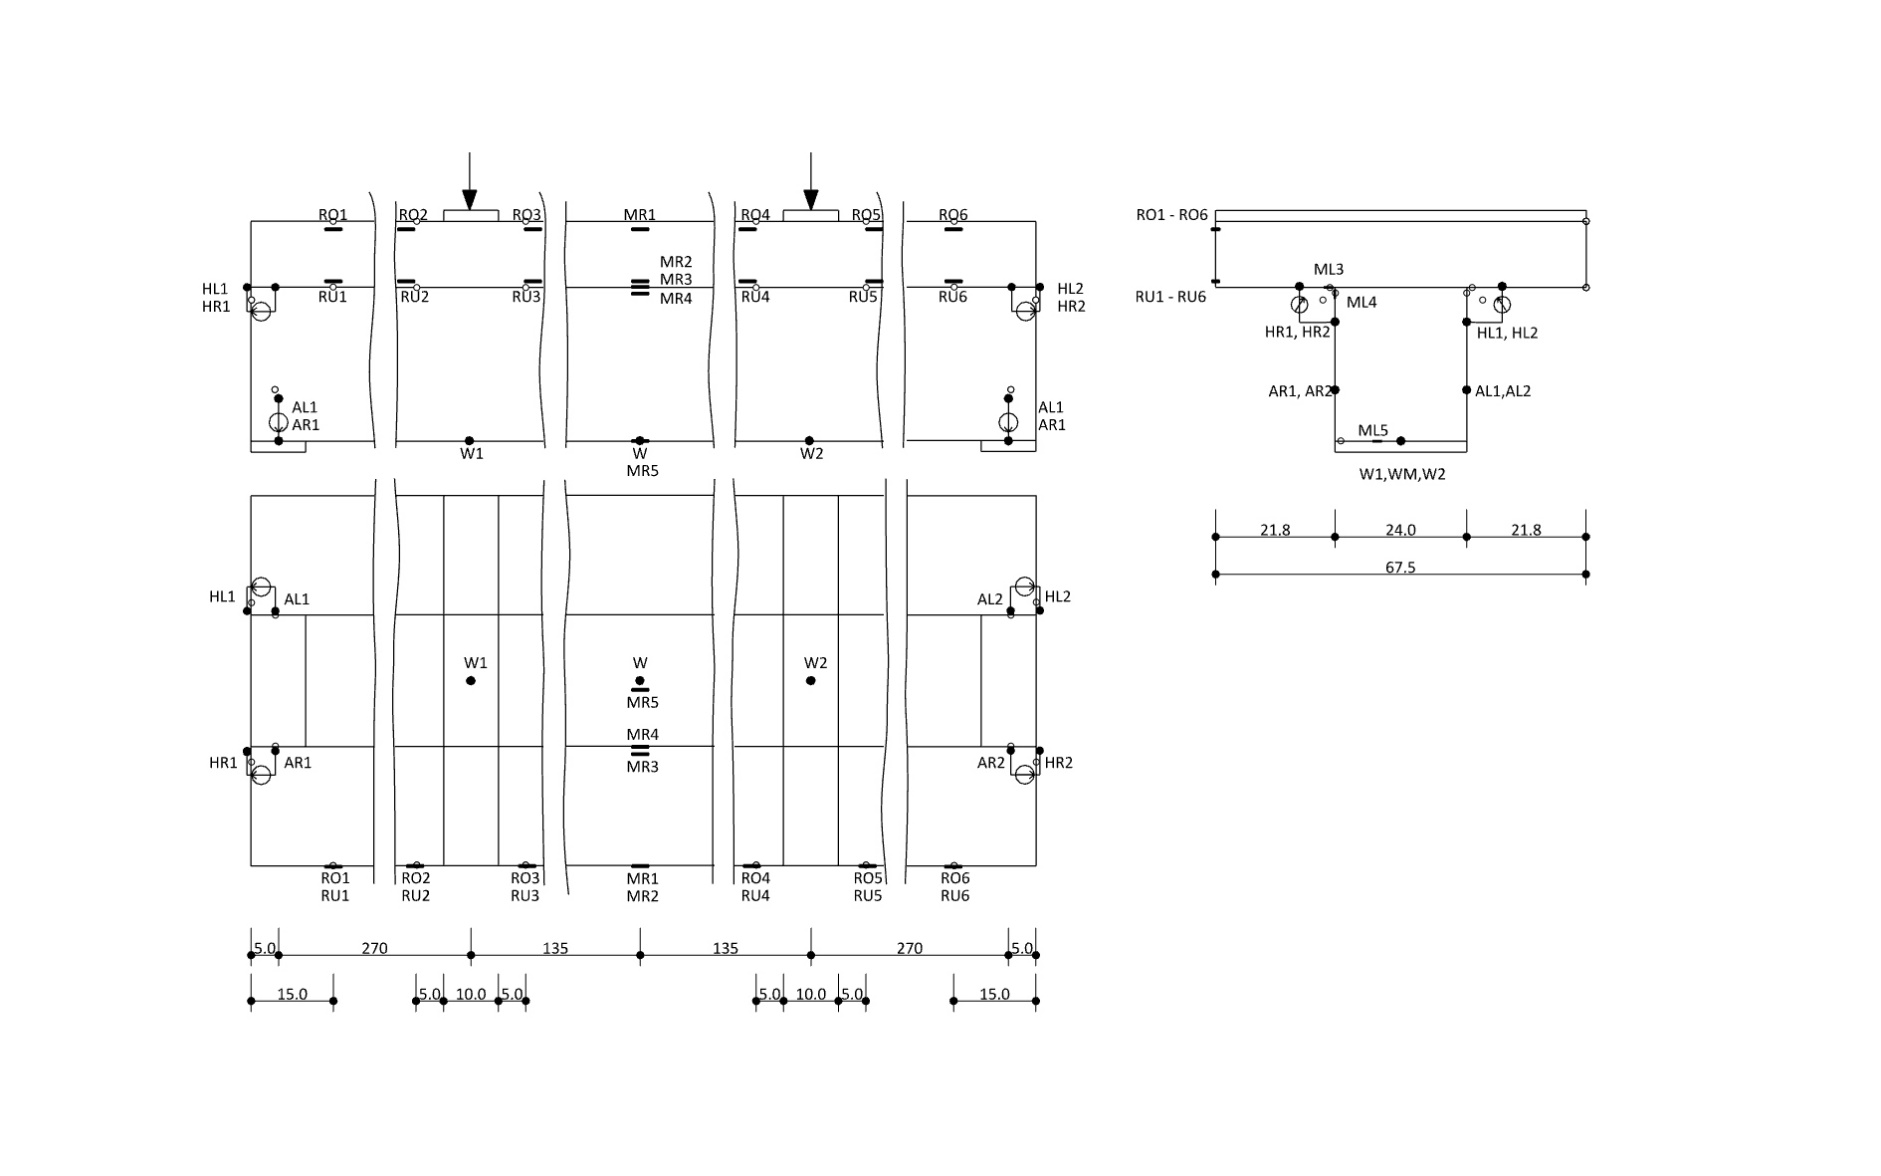 RO1 RO2 RO3 MR1 RO4 RO5 RO6
MR2
MR3
MR4
RU1 RU2 RU3 RU4 RU5 RU6
HL1
HR1
HL2
HR2
AL1
AR1
AL1
AR1
W1 W W2
MR5
RO1 - RO6
ML3
RU1 - RU6
ML4
HR1, HR2
HL1, HL2
AR1, AR2
AL1,AL2
ML5
W1,WM,W2
21.8 24.0 21.8
67.5
HL1 AL1 AL2 HL2
W1 W W2
MR5
MR4
HR1 AR1 MR3 AR2 HR2
RO1 RO2 RO3 MR1 RO4 RO5 RO6
RU1 RU2 RU3 MR2 RU4 RU5 RU6
5.0 270 135 135 270 5.0
15.0 5.0 10.0 5.0 5.0 10.0 5.0 15.0